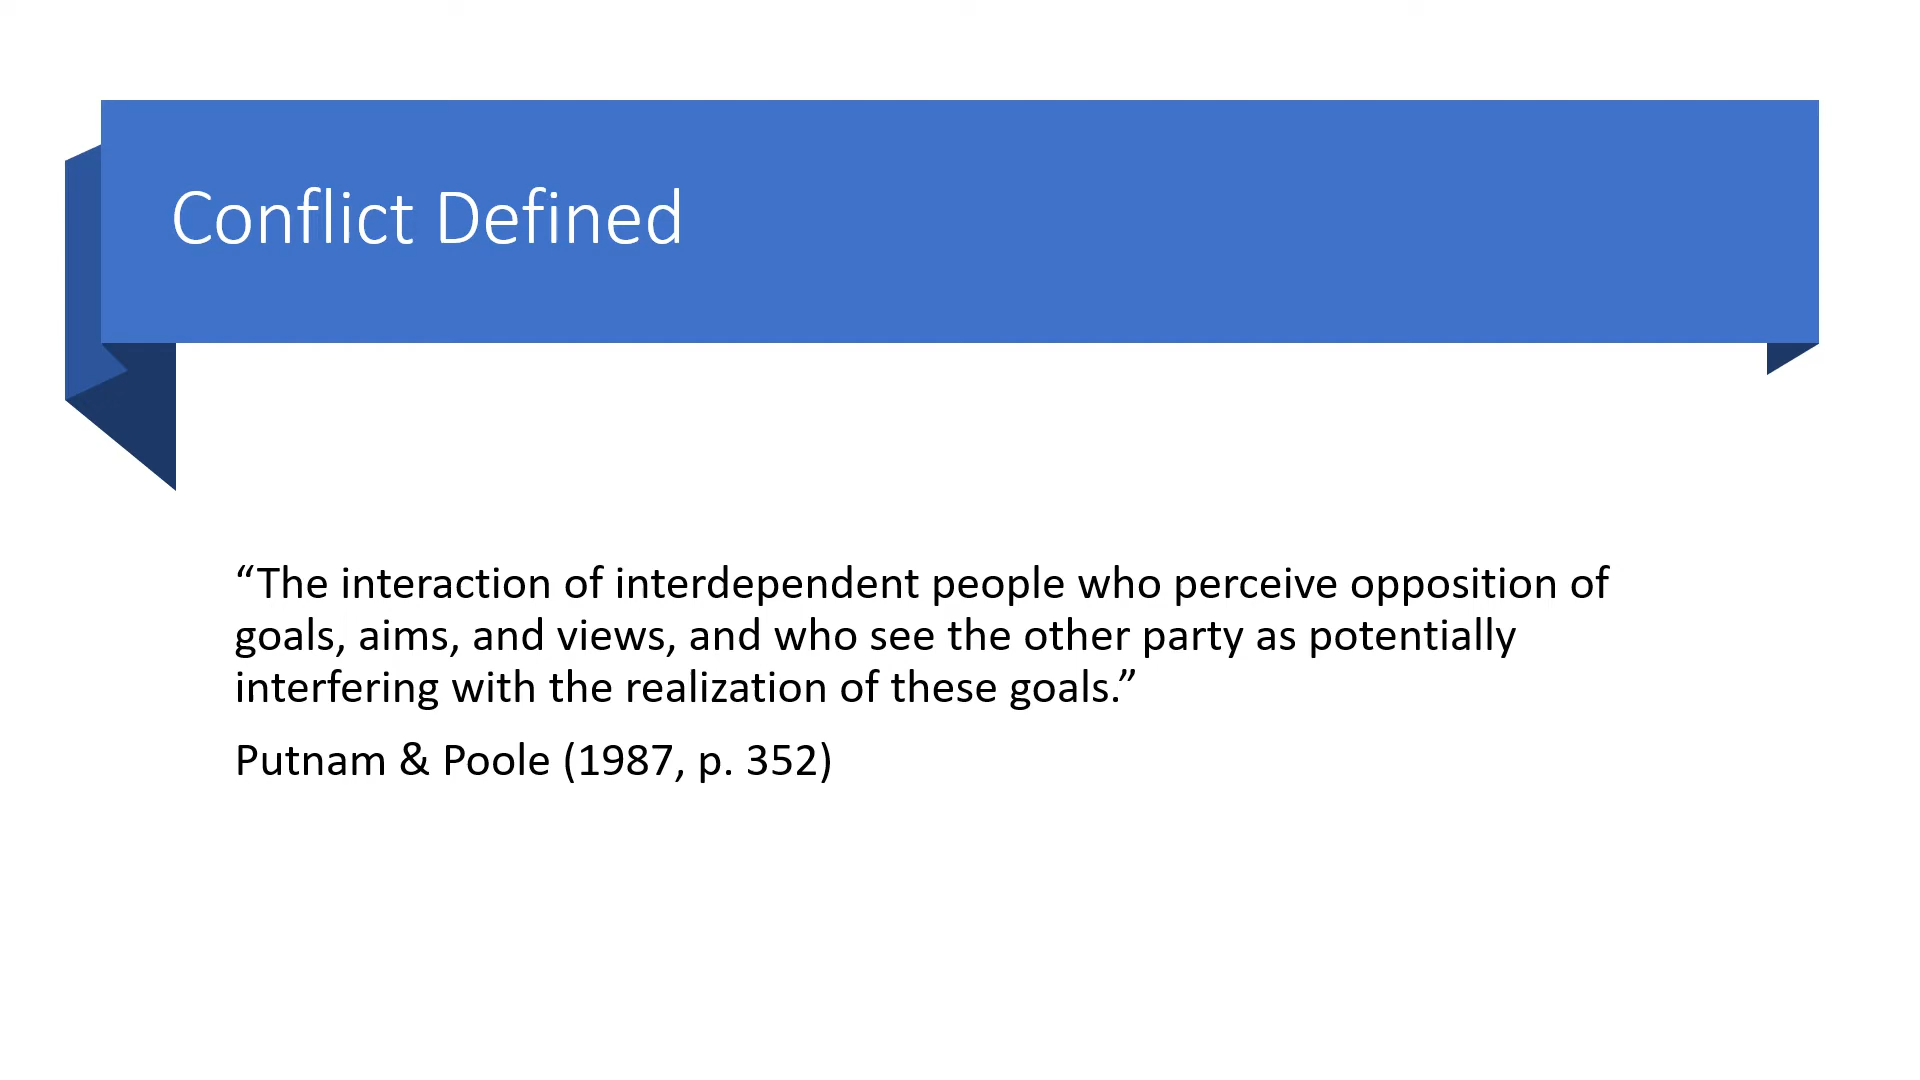 Conflict Defined
“The interaction of interdependent people who perceive opposition of
goals, aims, and views, and who see the other party as potentially
interfering with the realization of these goals.”
Putnam & Poole (1987, p. 352)